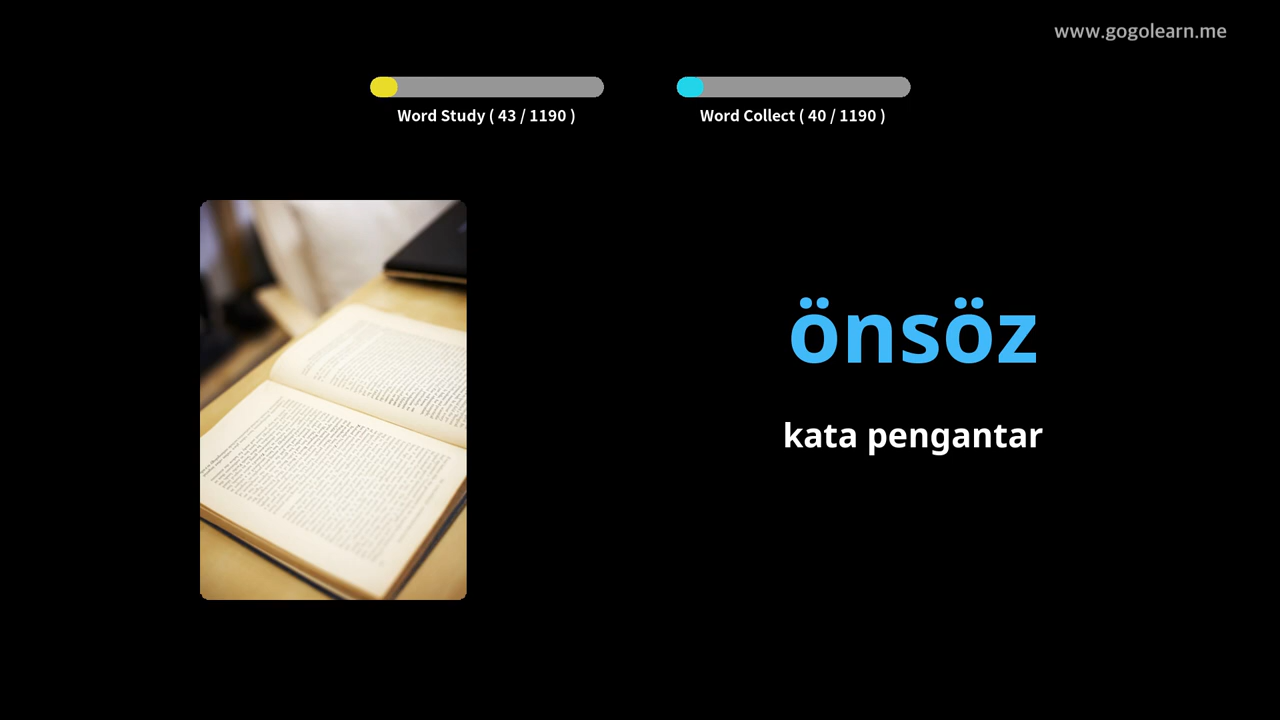 www.gogolearn.me
Word Study ( 43 / 1190 )
Word Collect ( 40 / 1190 )
önsöz
kata pengantar